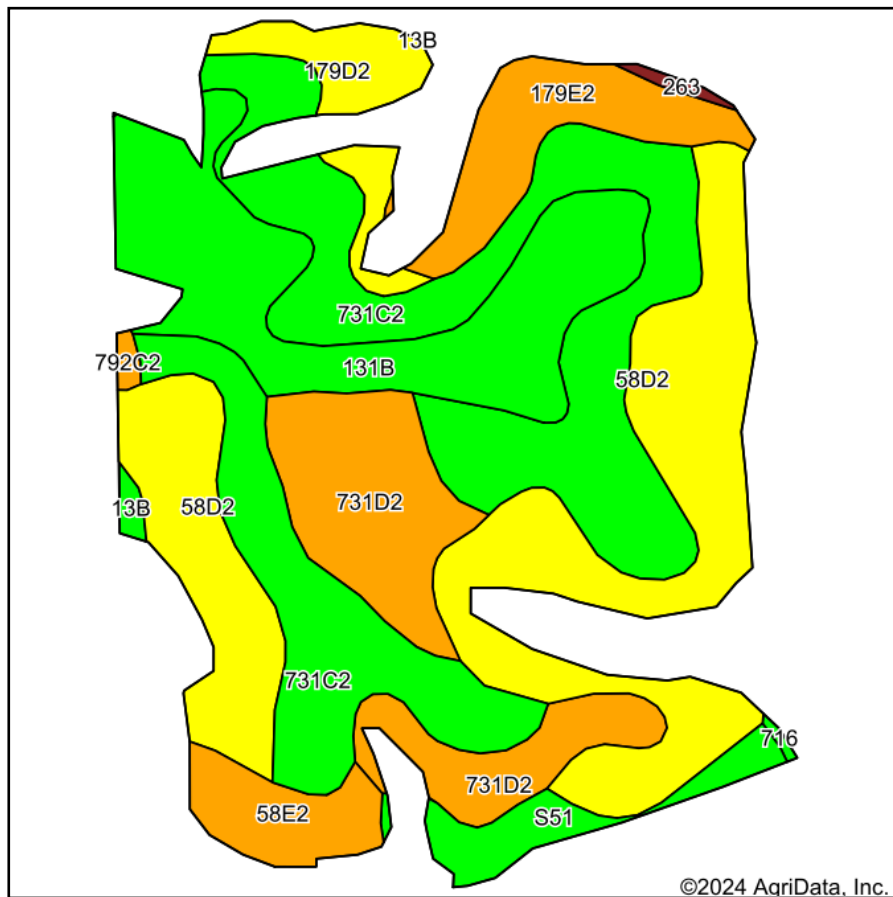 13B
179D2
179E2
263
731C2
792C2
131B
58D2
13B
58D2
731D2
731C2
716
731D2
58E2
S51
©2024 AgriData, Inc.